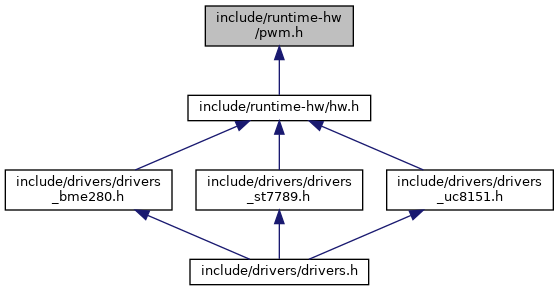 include/runtime-hw
/pwm.h
include/runtime-hw/hw.h
include/drivers/drivers
_bme280.h
include/drivers/drivers
_st7789.h
include/drivers/drivers
_uc8151.h
include/drivers/drivers.h